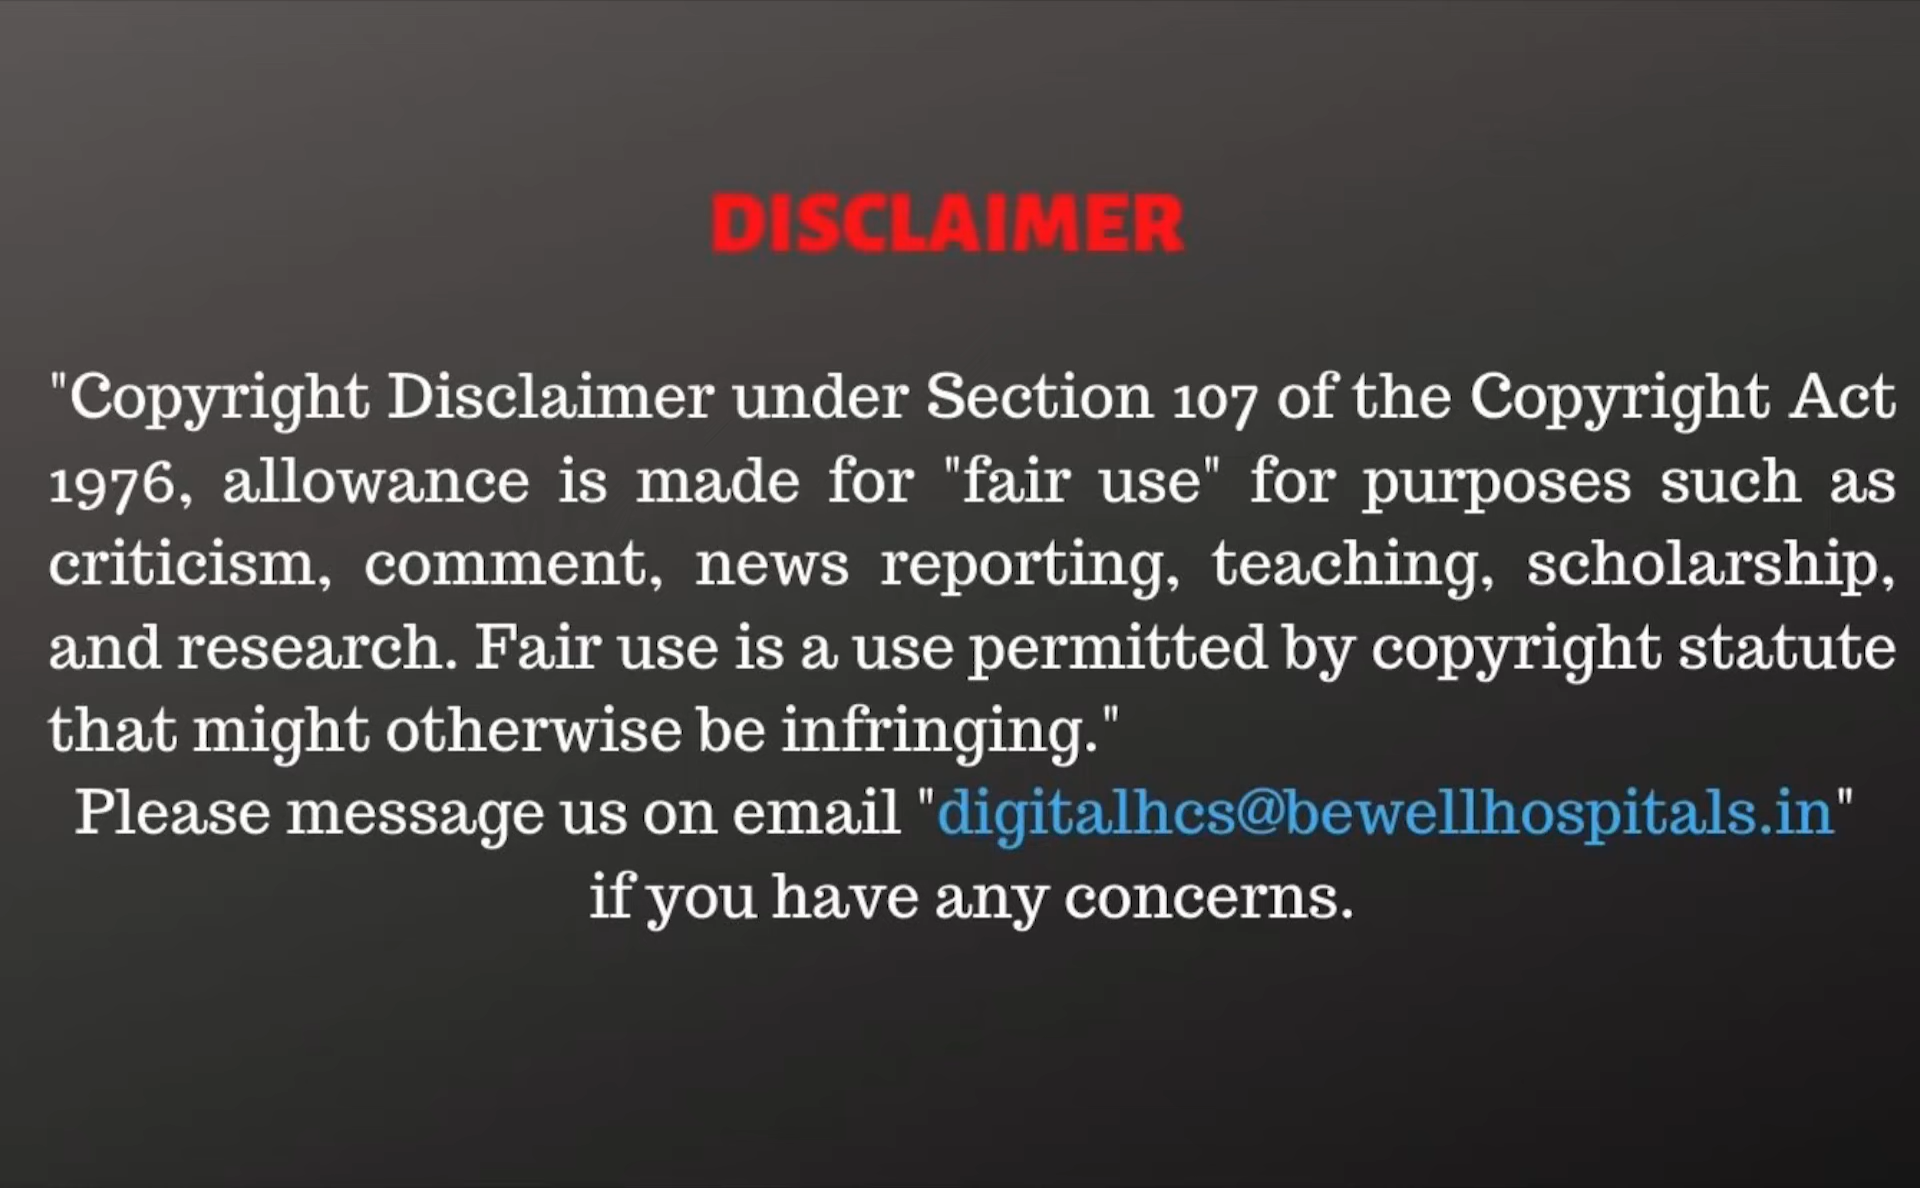 DISCLAIMER
"Copyright Disclaimer under Section 107 of the Copyright Act
1976, allowance is made for "fair use" for purposes such as
criticism, comment, news reporting, teaching, scholarship,
and research. Fair use is a use permitted by copyright statute
that might otherwise be infringing."
Please message us on email "digitalhcs@bewellhospitals.in"
if you have any concerns.